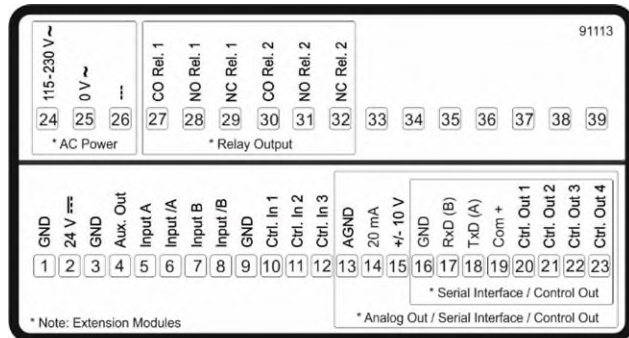 91113
115-230 V ~
0 V ~
---
CO Rel. 1
NO Rel. 1
NC Rel. 1
CO Rel. 2
NO Rel. 2
NC Rel. 2
24 25 26 27 28 29 30 31 32 33 34 35 36 37 38 39
* AC Power
* Relay Output
GND
24 V ⎓
GND
Aux. Out
Input A
Input /A
Input B
Input /B
GND
Ctrl. In 1
Ctrl. In 2
Ctrl. In 3
AGND
20 mA
+/- 10 V
GND
RxD (B)
TxD (A)
Com +
Ctrl. Out 1
Ctrl. Out 2
Ctrl. Out 3
Ctrl. Out 4
1 2 3 4 5 6 7 8 9 10 11 12 13 14 15 16 17 18 19 20 21 22 23
* Serial Interface / Control Out
* Note: Extension Modules
* Analog Out / Serial Interface / Control Out